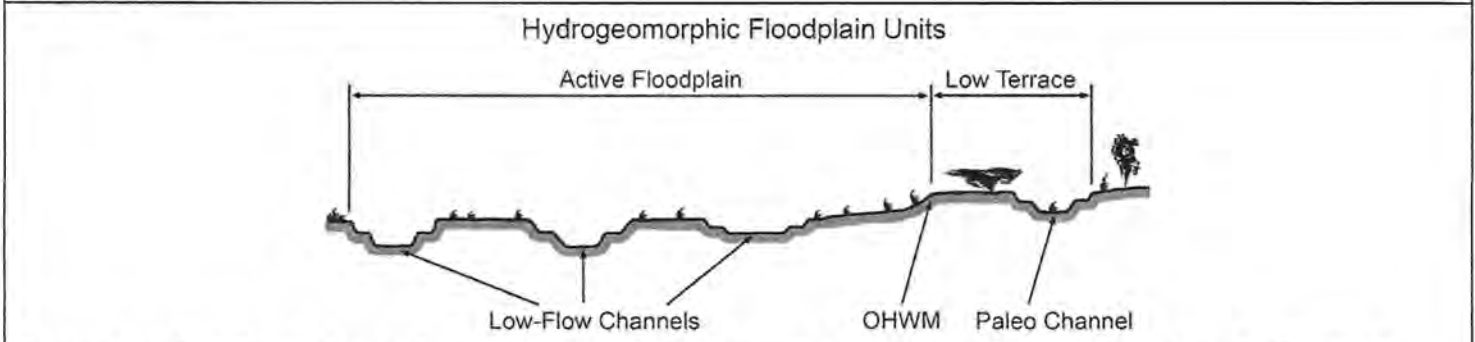 Hydrogeomorphic Floodplain Units
Active Floodplain
Low Terrace
Low-Flow Channels
OHWM
Paleo Channel